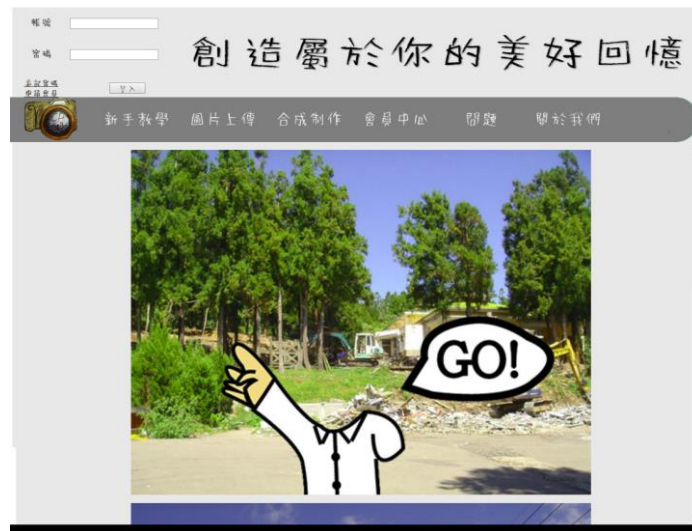 帳號
密碼
創造屬於你的美好回憶
忘記密碼
申請會員
登入
新手教學 圖片上傳 合成制作 會員中心 問題 關於我們
GO!